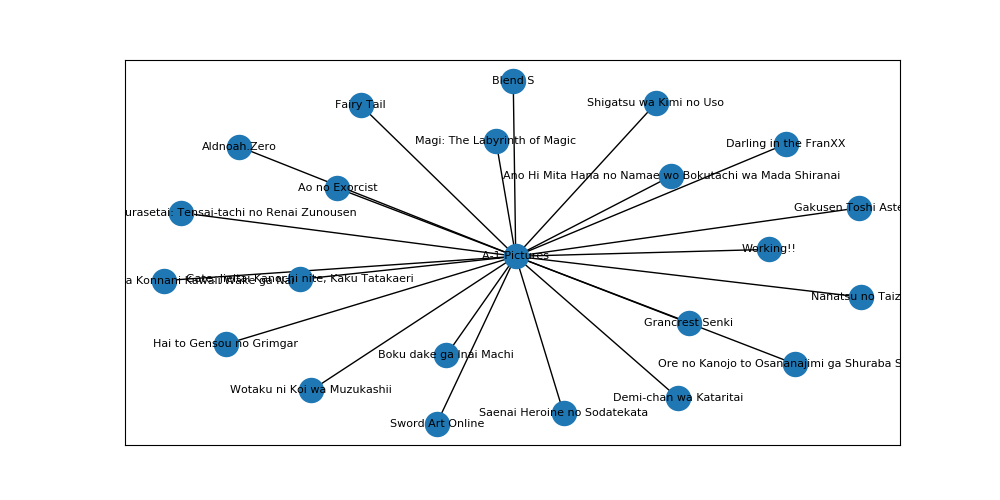 Blend S
Fairy Tail
Shigatsu wa Kimi no Uso
Magi: The Labyrinth of Magic
Darling in the FranXX
Aldnoah.Zero
Ano Hi Mita Hana no Namae wo Bokutachi wa Mada Shiranai
Ao no Exorcist
Gakusen Toshi Aste
urasetai: Tensai-tachi no Renai Zunousen
Working!!
A-1 Pictures
a Konnani Kawaii Wake ga Nai
Gate: Jieitai Kanochi nite, Kaku Tatakaeri
Nanatsu no Taiz
Grancrest Senki
Hai to Gensou no Grimgar
Boku dake ga Inai Machi
Ore no Kanojo to Osananajimi ga Shuraba S
Wotaku ni Koi wa Muzukashii
Demi-chan wa Kataritai
Saenai Heroine no Sodatekata
Sword Art Online